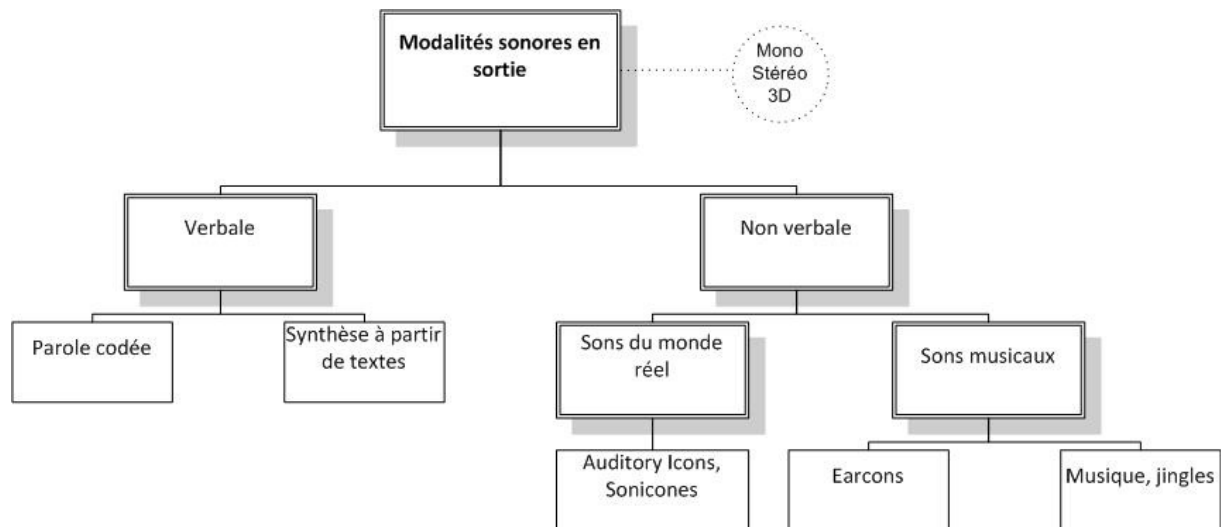 Modalités sonores en
sortie
Mono
Stéréo
3D
Verbale
Non verbale
Parole codée
Synthèse à partir
de textes
Sons du monde
réel
Sons musicaux
Auditory Icons,
Sonicones
Earcons
Musique, jingles